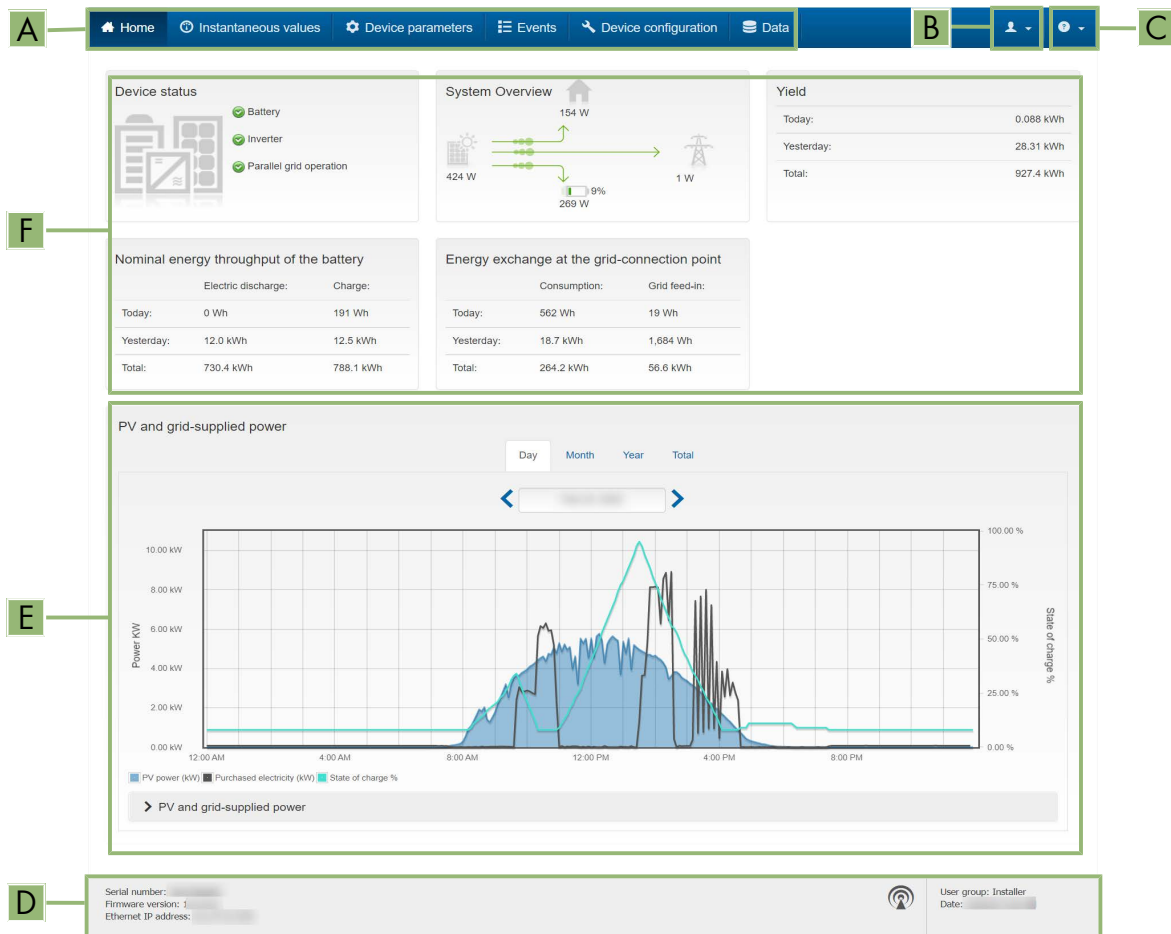 A
Home Instantaneous values Device parameters Events Device configuration Data
B
C
F
Device status
Battery
Inverter
Parallel grid operation
System Overview
154 W
424 W
1 W
9%
269 W
Yield
Today: 0.088 kWh
Yesterday: 28.31 kWh
Total: 927.4 kWh
Nominal energy throughput of the battery
Electric discharge: Charge:
Today: 0 Wh 191 Wh
Yesterday: 12.0 kWh 12.5 kWh
Total: 730.4 kWh 788.1 kWh
Energy exchange at the grid-connection point
Consumption: Grid feed-in:
Today: 562 Wh 19 Wh
Yesterday: 18.7 kWh 1,684 Wh
Total: 264.2 kWh 56.6 kWh
E
PV and grid-supplied power
Day Month Year Total
10.00 kW
8.00 kW
6.00 kW
4.00 kW
2.00 kW
0.00 kW
Power KW
100.00 %
75.00 %
50.00 %
25.00 %
0.00 %
State of charge %
12:00 AM 4:00 AM 8:00 AM 12:00 PM 4:00 PM 8:00 PM
PV power (kW) Purchased electricity (kW) State of charge %
PV and grid-supplied power
D
Serial number:
Firmware version: 1
Ethernet IP address:
User group: Installer
Date: